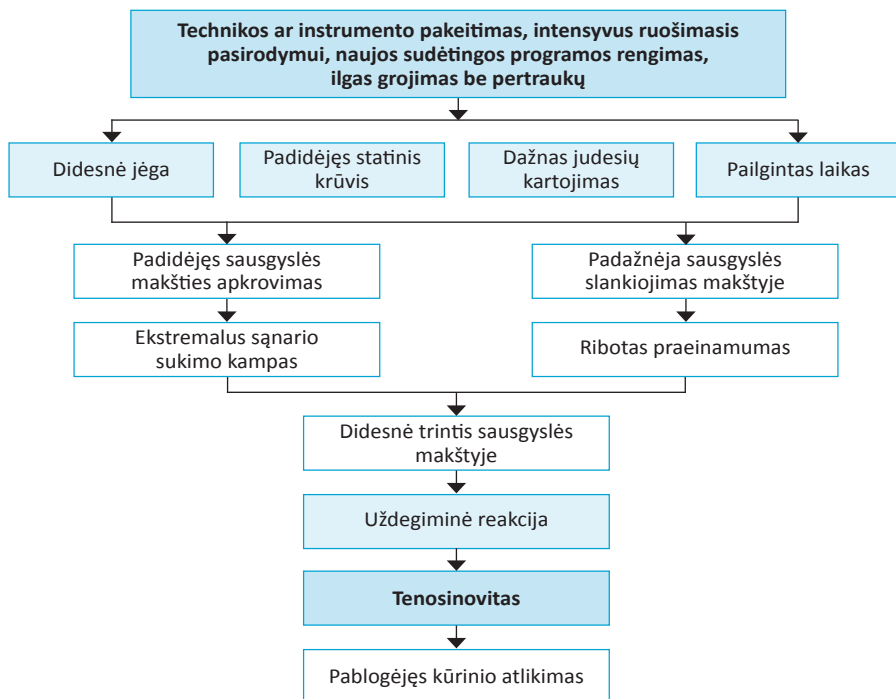 Technikos ar instrumento pakeitimas, intensyvus ruošimasis
pasirodymui, naujos sudėtingos programos rengimas,
ilgas grojimas be pertraukų
Didesnė jėga
Padidėjęs statinis
krūvis
Dažnas judesių
kartojimas
Pailgintas laikas
Padidėjęs sausgyslės
makšties apkrovimas
Padažnėja sausgyslės
slankiojimas makštyje
Ekstremalus sąnario
sukimo kampas
Ribotas praeinamumas
Didesnė trintis sausgyslės
makštyje
Uždegiminė reakcija
Tenosinovitas
Pablogėjęs kūrinio atlikimas